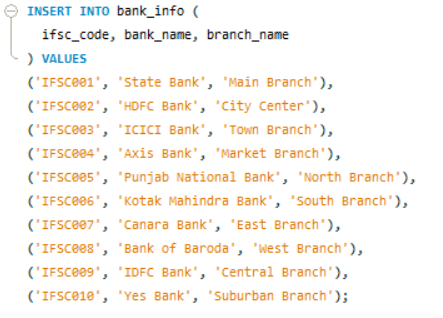 INSERT INTO bank_info (
ifsc_code, bank_name, branch_name
) VALUES
('IFSC001', 'State Bank', 'Main Branch'),
('IFSC002', 'HDFC Bank', 'City Center'),
('IFSC003', 'ICICI Bank', 'Town Branch'),
('IFSC004', 'Axis Bank', 'Market Branch'),
('IFSC005', 'Punjab National Bank', 'North Branch'),
('IFSC006', 'Kotak Mahindra Bank', 'South Branch'),
('IFSC007', 'Canara Bank', 'East Branch'),
('IFSC008', 'Bank of Baroda', 'West Branch'),
('IFSC009', 'IDFC Bank', 'Central Branch'),
('IFSC010', 'Yes Bank', 'Suburban Branch');